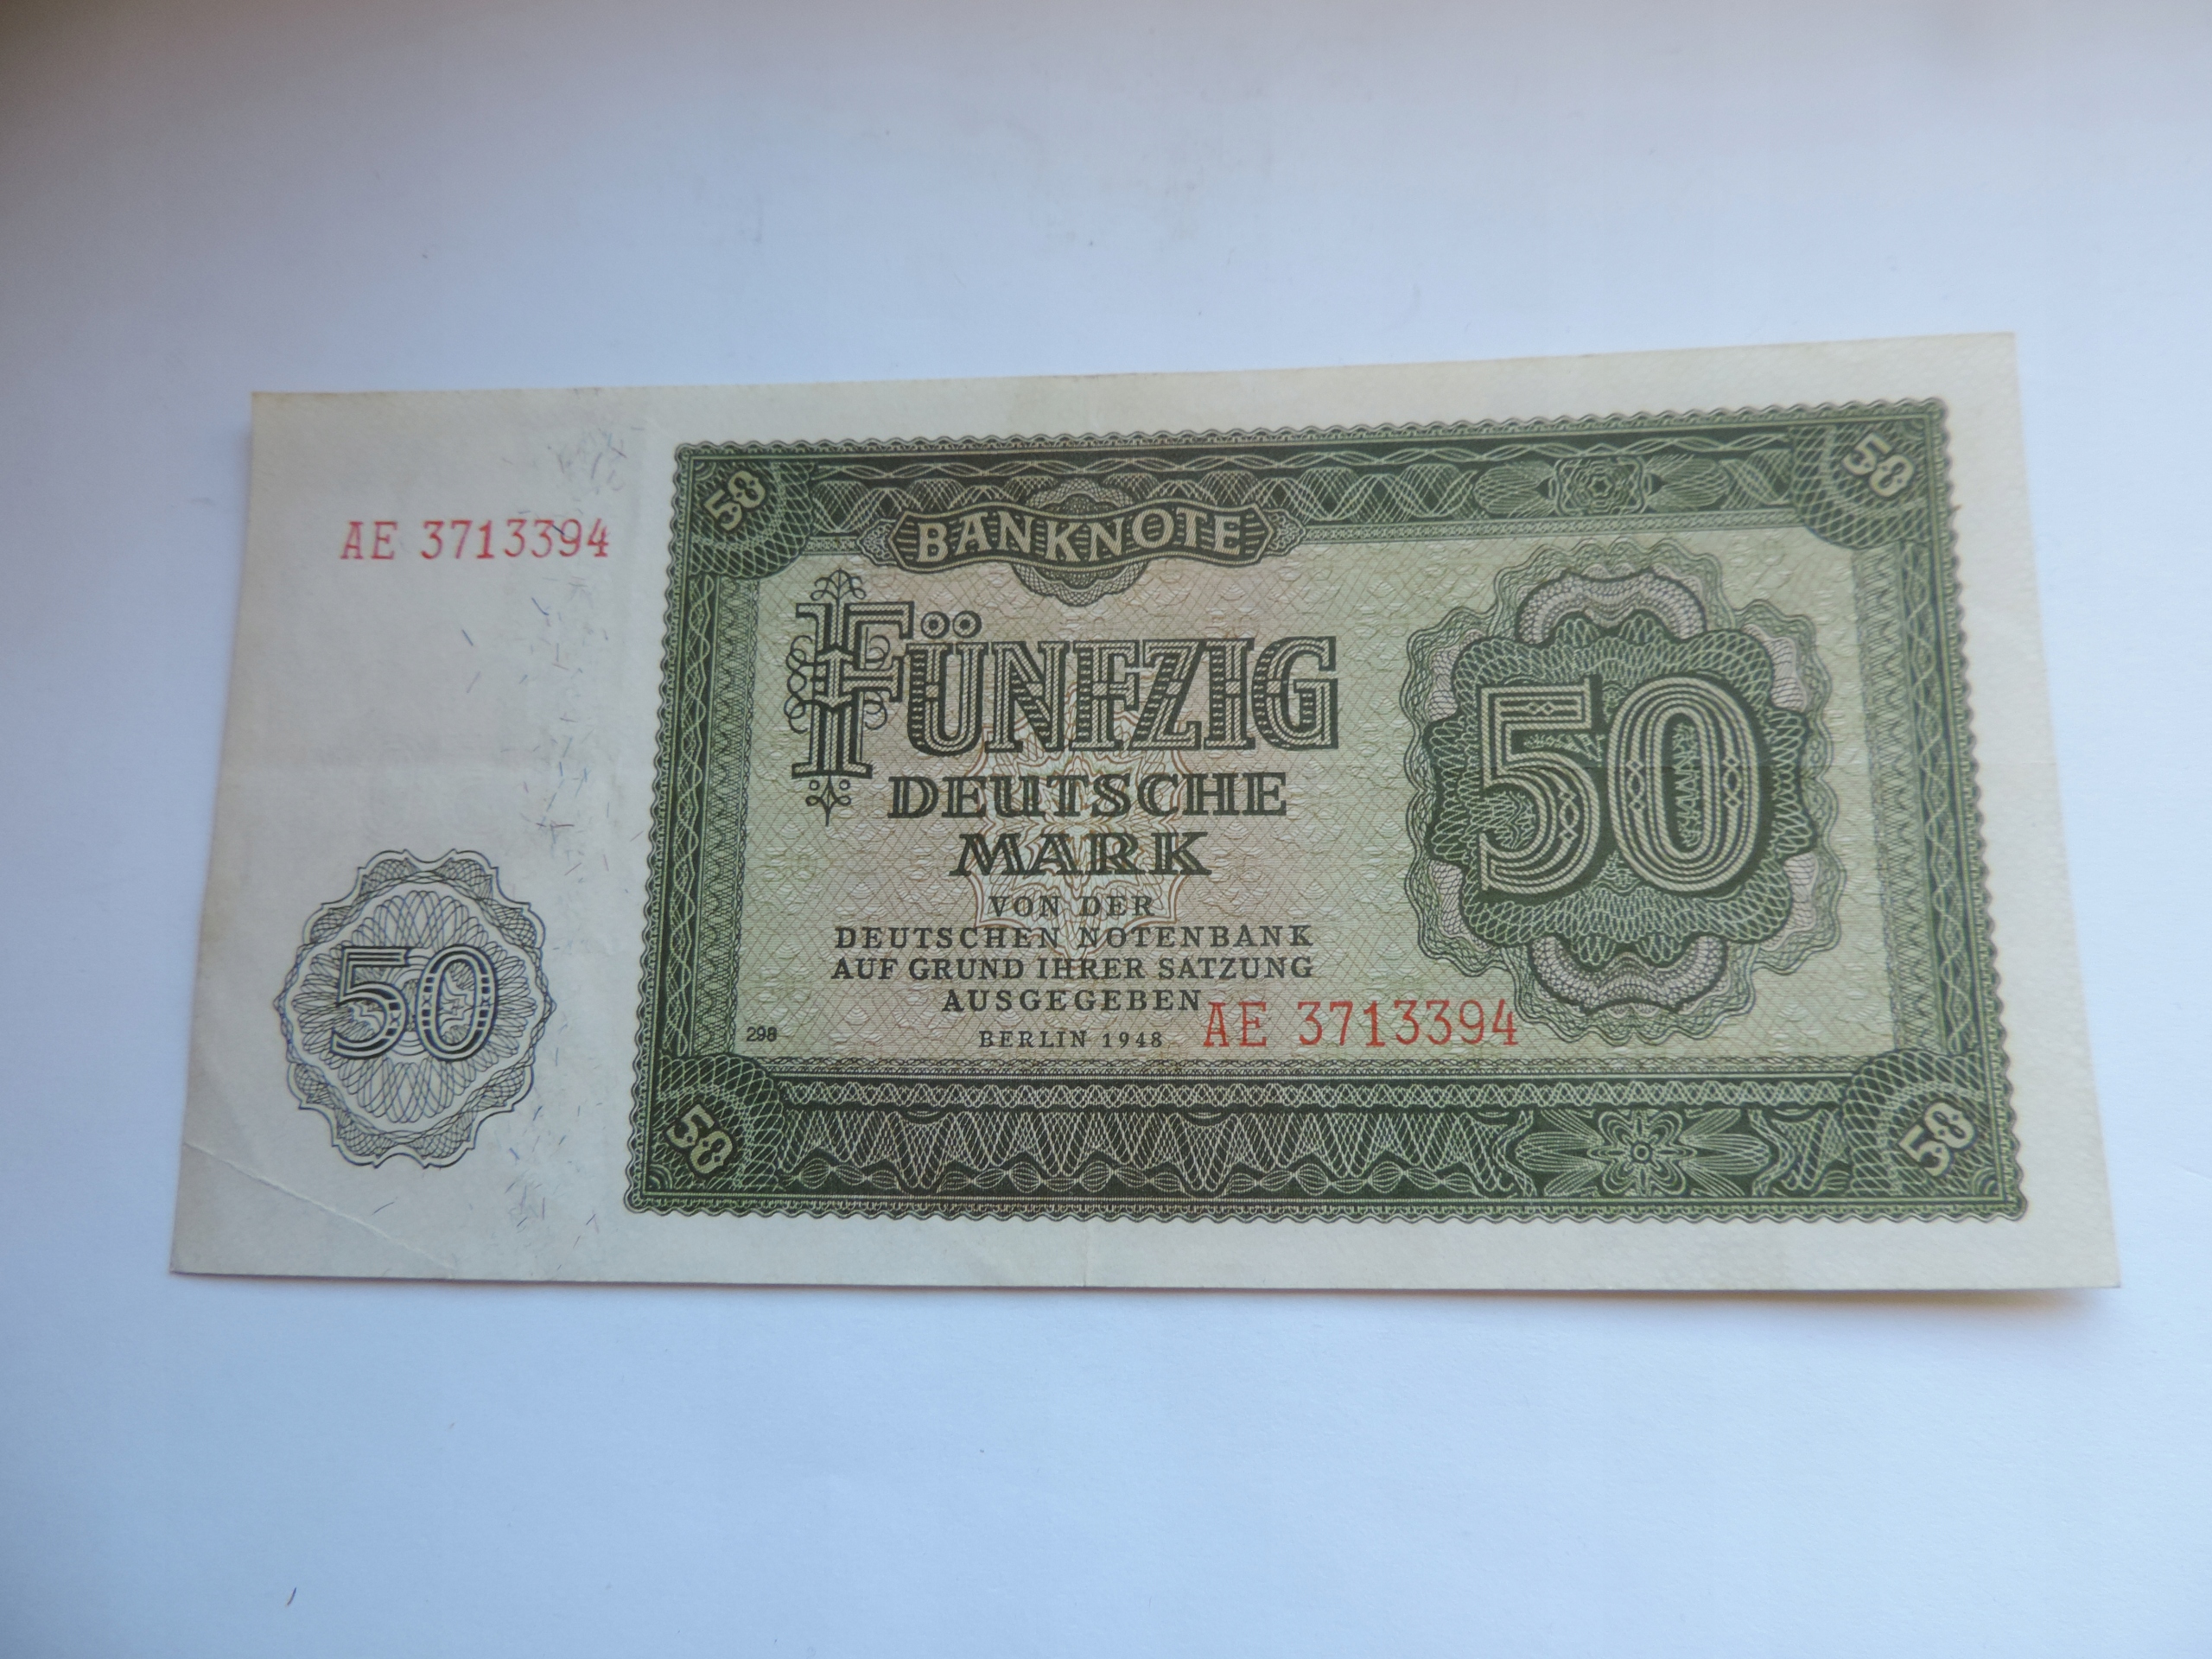 AE 3713394
50
50
50
BANKNOTE
FÜNFZIG
DEUTSCHE
MARK
VON DER
DEUTSCHEN NOTENBANK
AUF GRUND IHRER SATZUNG
AUSGEGEBEN
298
BERLIN 1948
AE 3713394
50
50
50